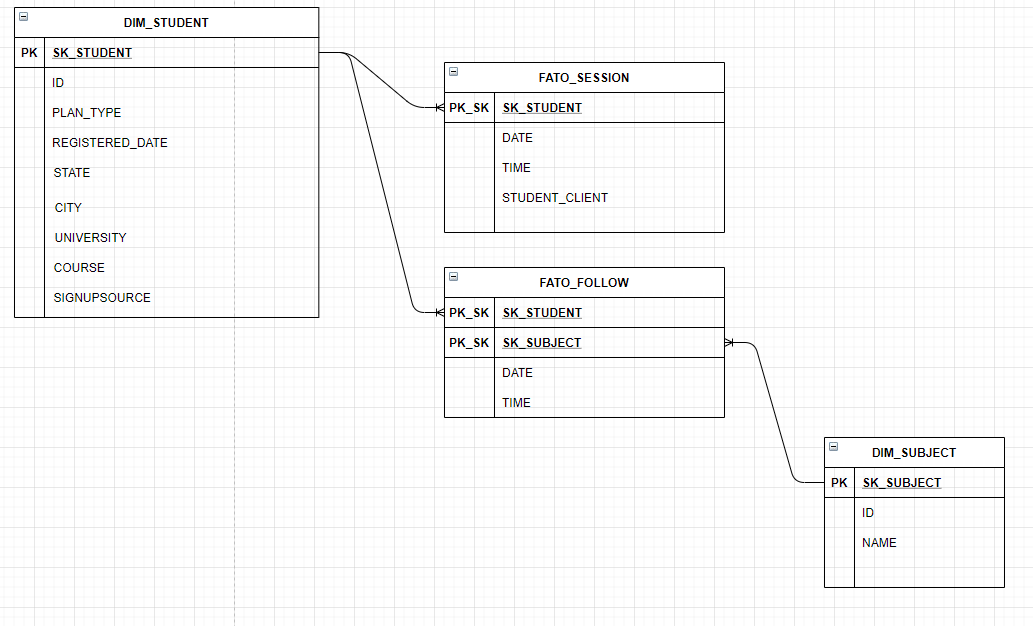 DIM_STUDENT
PK SK_STUDENT
ID
PLAN_TYPE
REGISTERED_DATE
STATE
CITY
UNIVERSITY
COURSE
SIGNUPSOURCE
FATO_SESSION
PK_SK SK_STUDENT
DATE
TIME
STUDENT_CLIENT
FATO_FOLLOW
PK_SK SK_STUDENT
PK_SK SK_SUBJECT
DATE
TIME
DIM_SUBJECT
PK SK_SUBJECT
ID
NAME